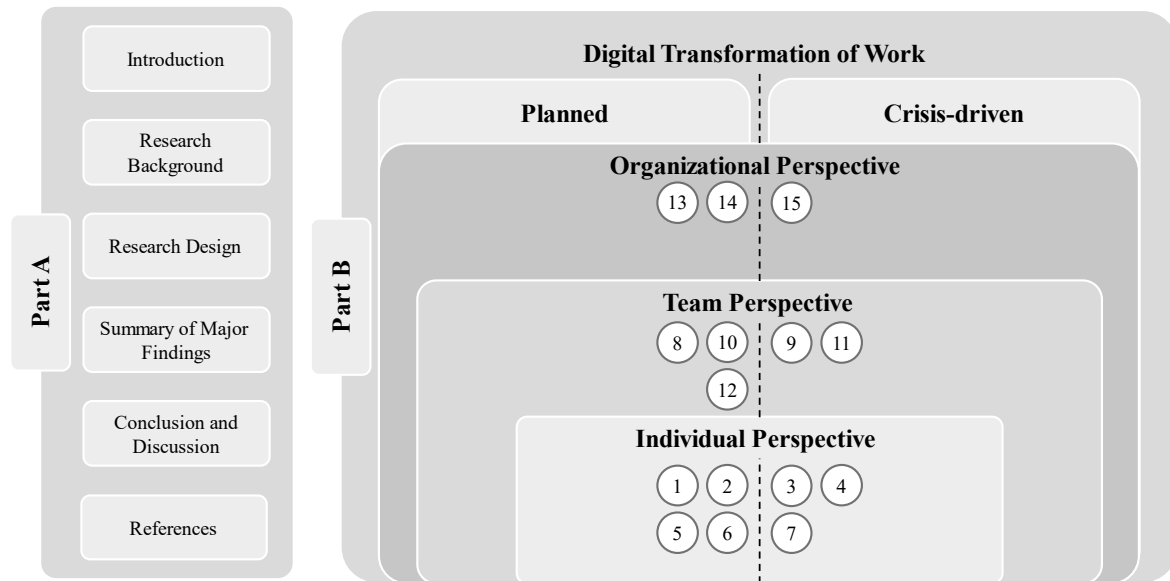 Part A
Introduction
Research
Background
Research Design
Summary of Major
Findings
Conclusion and
Discussion
References
Part B
Digital Transformation of Work
Planned
Crisis-driven
Organizational Perspective
13 14 15
Team Perspective
8 10 9 11
12
Individual Perspective
1 2 3 4
5 6 7